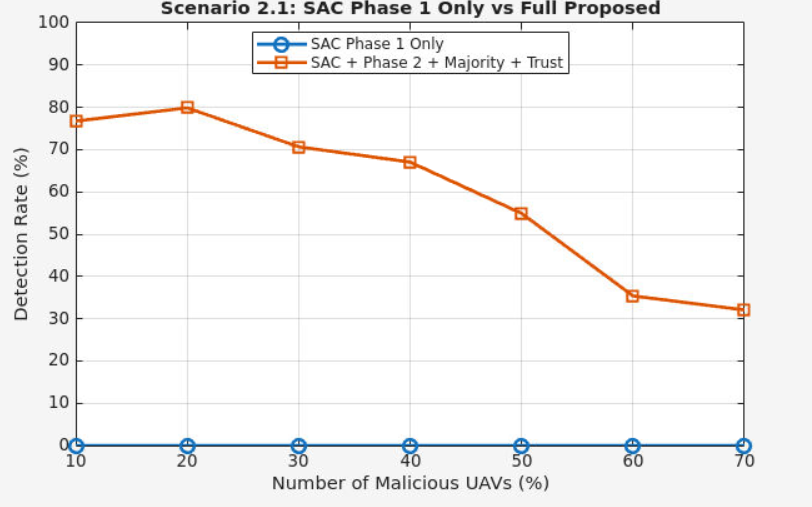 Scenario 2.1: SAC Phase 1 Only vs Full Proposed
SAC Phase 1 Only
SAC + Phase 2 + Majority + Trust
100
90
80
70
60
50
40
30
20
10
0
Detection Rate (%)
10 20 30 40 50 60 70
Number of Malicious UAVs (%)